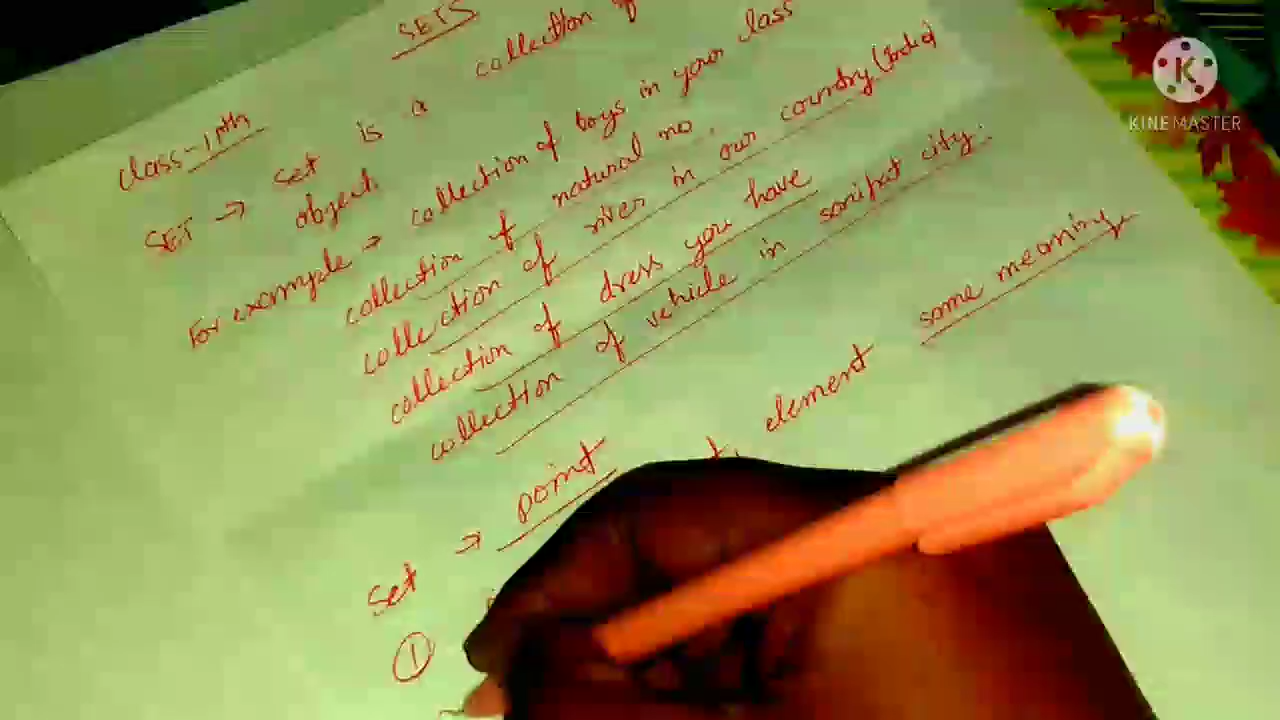 SETS
class-11th
SET → set is a collection of
object.
For example → collection of boys in your class
collection of natural no.
collection of river in our country (India)
collection of dress you have
collection of vehicle in sonipat city.
Set → point element same meaning
①
KINEMASTER